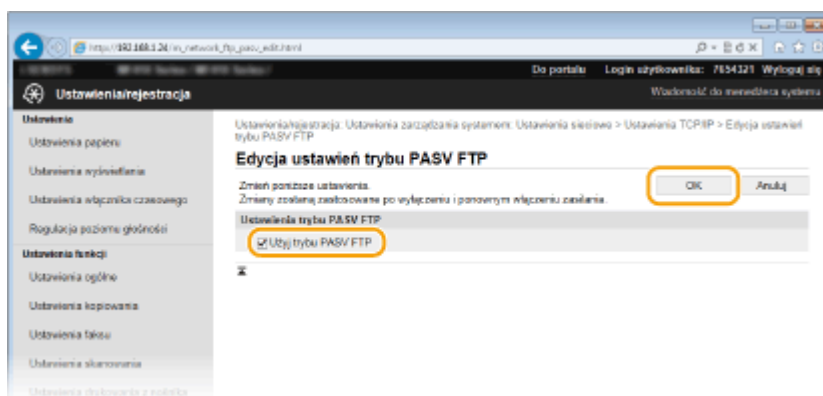 http://192.168.1.24/m_network_ftp_pasv_edit.html
Do portalu Login użytkownika: 7654321 Wyloguj się
Ustawienia/rejestracja
Wiadomość do menedżera systemu
Ustawienia
Ustawienia papieru
Ustawienia wyświetlania
Ustawienia włącznika czasowego
Regulacja poziomu głośności
Ustawienia funkcji
Ustawienia ogólne
Ustawienia kopiowania
Ustawienia faksu
Ustawienia skanowania
Ustawienia drukowania z nośnika
Ustawienia/rejestracja: Ustawienia zarządzania systemem: Ustawienia sieciowe > Ustawienia TCP/IP > Edycja ustawień
trybu PASV FTP
Edycja ustawień trybu PASV FTP
Zmień poniższe ustawienia.
Zmiany zostaną zastosowane po wyłączeniu i ponownym włączeniu zasilania.
OK Anuluj
Ustawienia trybu PASV FTP
Użyj trybu PASV FTP